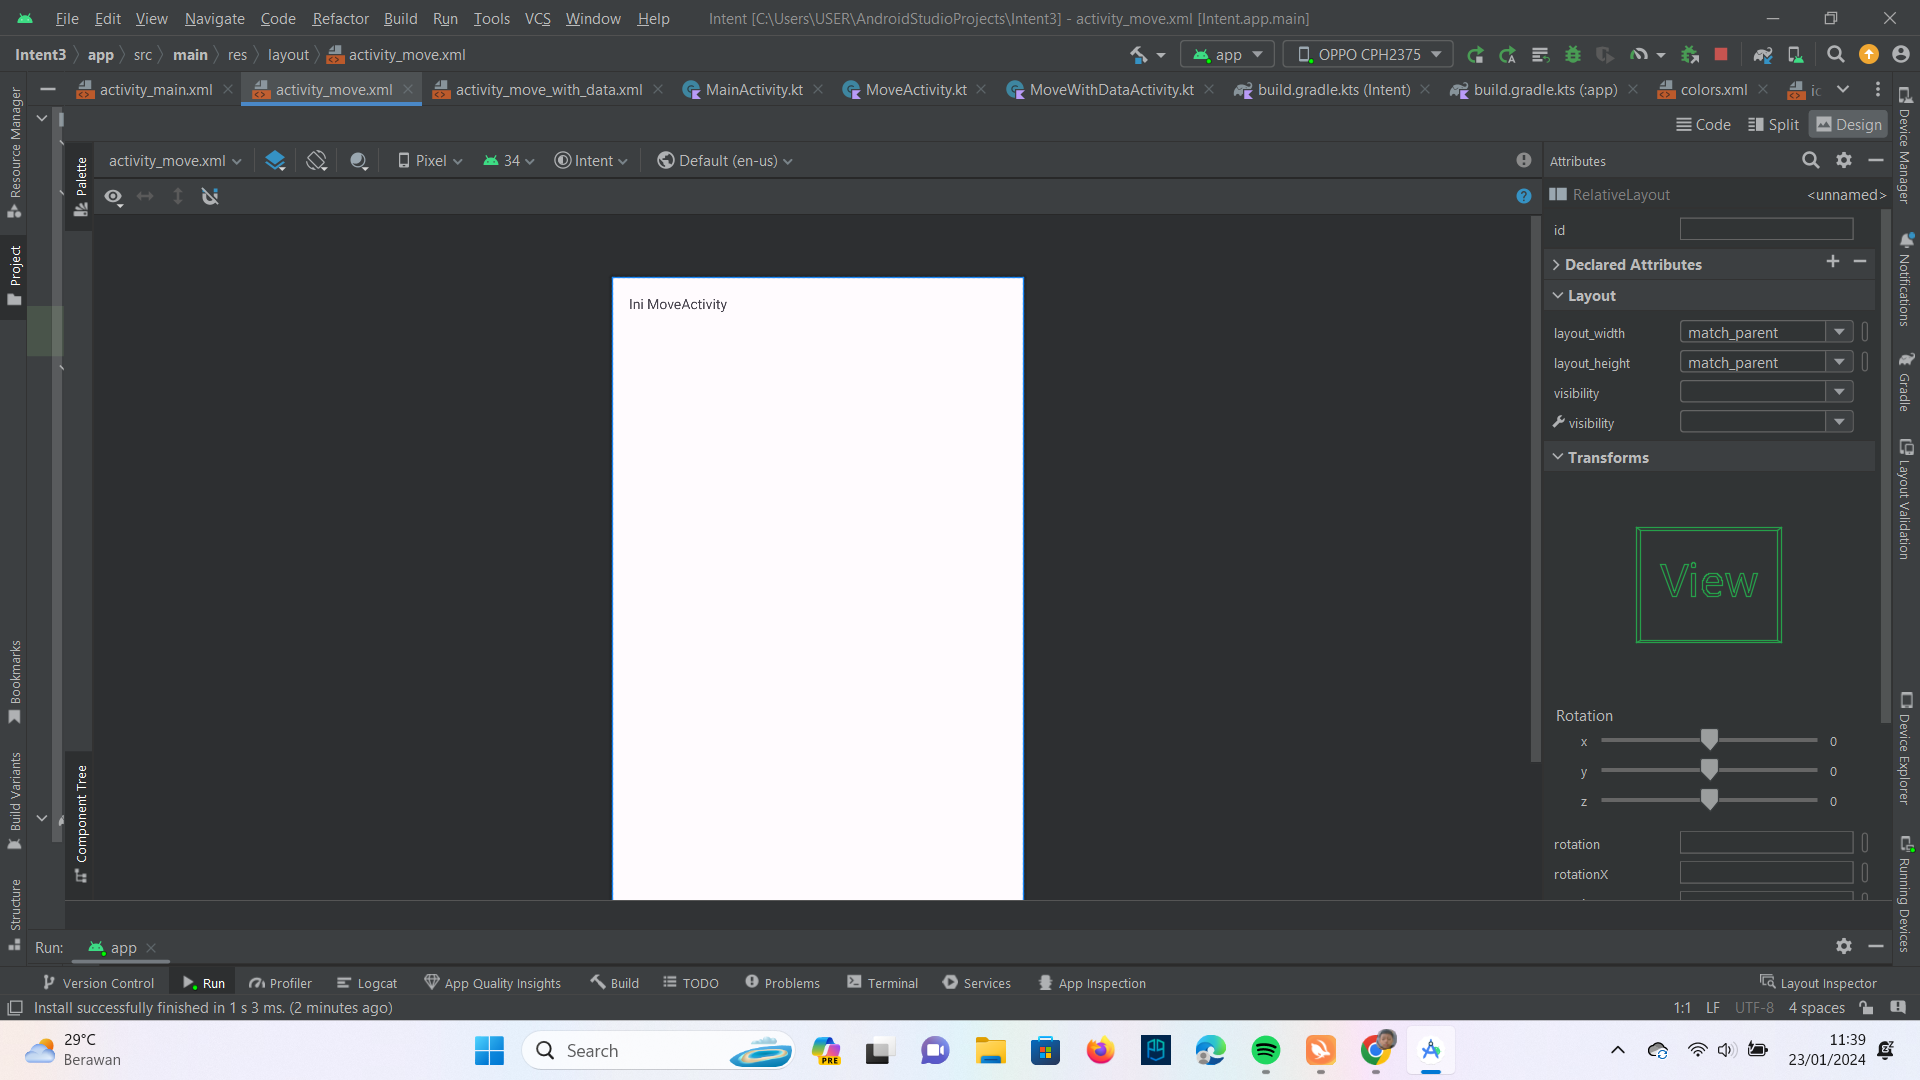 File Edit View Navigate Code Refactor Build Run Tools VCS Window Help Intent [C:\Users\USER\AndroidStudioProjects\Intent3] - activity_move.xml [Intent.app.main]
Intent3 app src main res layout activity_move.xml app OPPO CPH2375
activity_main.xml activity_move.xml activity_move_with_data.xml MainActivity.kt MoveActivity.kt MoveWithDataActivity.kt build.gradle.kts (Intent) build.gradle.kts (:app) colors.xml ic
Code Split Design
activity_move.xml Pixel 34 Intent Default (en-us)
Attributes
RelativeLayout <unnamed>
id
Declared Attributes
Layout
layout_width match_parent
layout_height match_parent
visibility
visibility
Transforms
View
Rotation
x 0
y 0
z 0
rotation
rotationX
Ini MoveActivity
Resource Manager
Project
Bookmarks
Build Variants
Structure
Palette
Component Tree
Device Manager
Notifications
Gradle
Layout Validation
Device Explorer
Running Devices
Run: app
Version Control Run Profiler Logcat App Quality Insights Build TODO Problems Terminal Services App Inspection Layout Inspector
Install successfully finished in 1 s 3 ms. (2 minutes ago) 1:1 LF UTF-8 4 spaces
29°C
Berawan
Search
PRE
11:39
23/01/2024